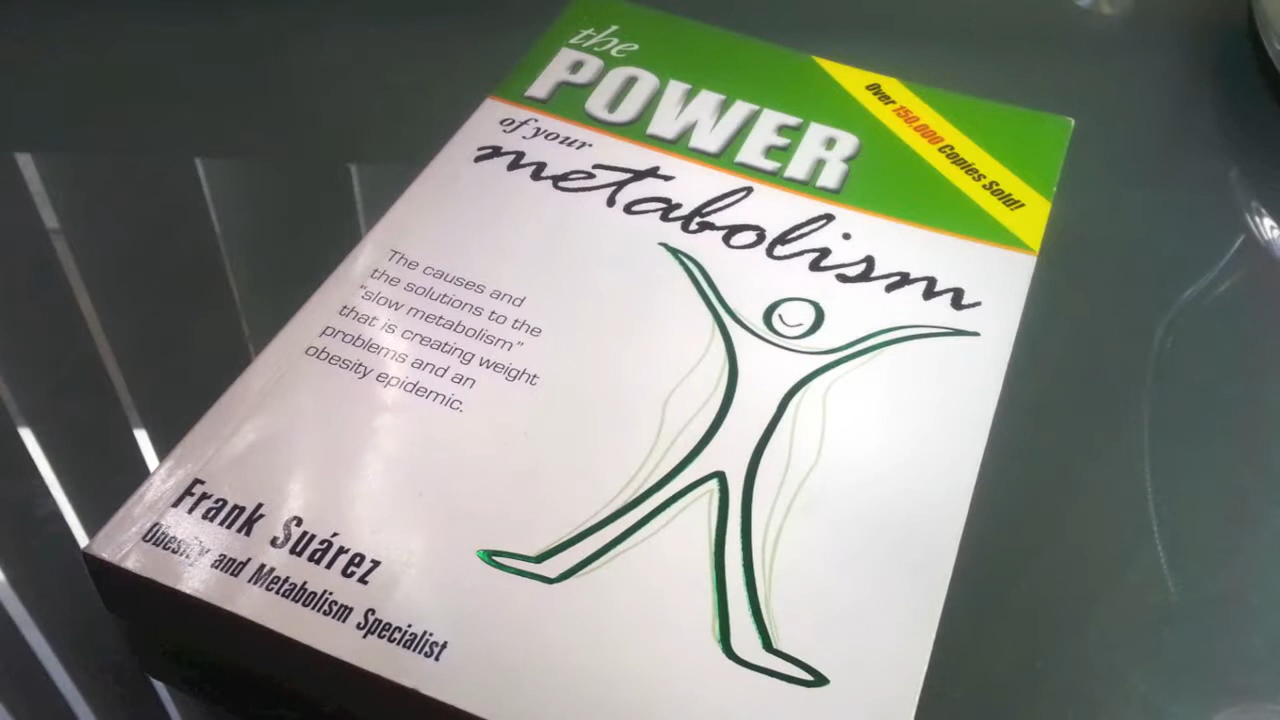 the
POWER
of your
metabolism
Over 150,000 Copies Sold!
The causes and
the solutions to the
"slow metabolism"
that is creating weight
problems and an
obesity epidemic.
Frank Suárez
Obesity and Metabolism Specialist